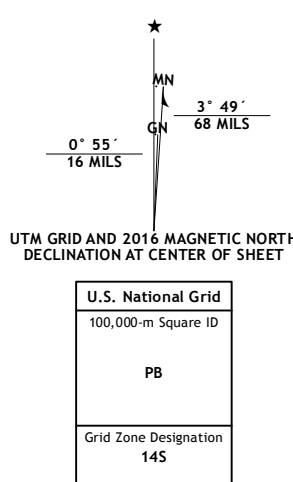 ★
MN
3° 49´
GN
68 MILS
0° 55´
16 MILS
UTM GRID AND 2016 MAGNETIC NORTH
DECLINATION AT CENTER OF SHEET
U.S. National Grid
100,000-m Square ID
PB
Grid Zone Designation
14S